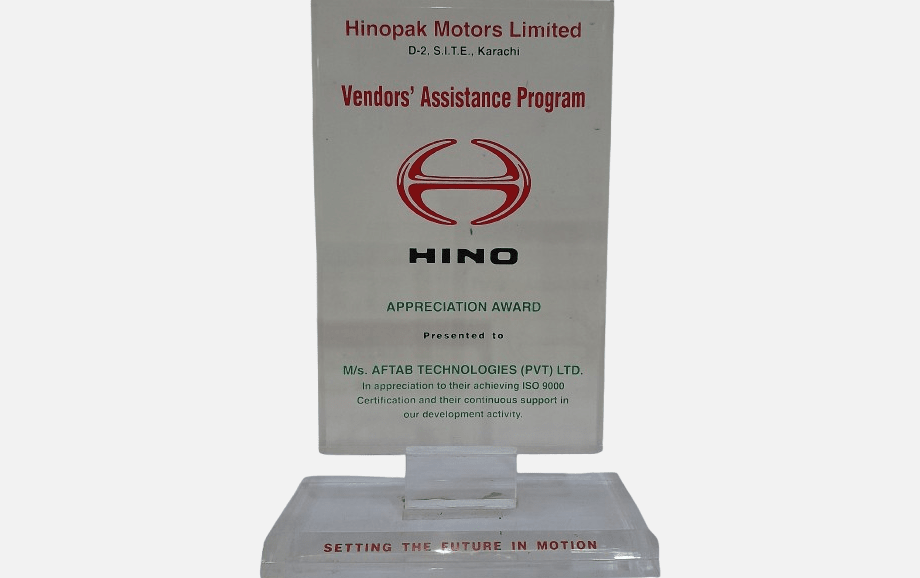 Hinopak Motors Limited
D-2, S.I.T.E., Karachi
Vendors' Assistance Program
HINO
APPRECIATION AWARD
Presented to
M/s. AFTAB TECHNOLOGIES (PVT) LTD.
In appreciation to their achieving ISO 9000
Certification and their continuous support in
our development activity.
SETTING THE FUTURE IN MOTION